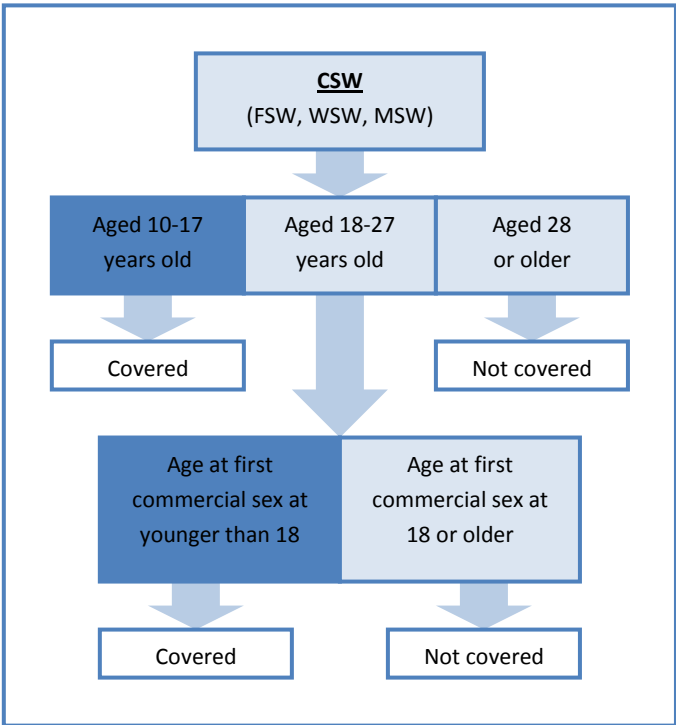 CSW
(FSW, WSW, MSW)
Aged 10-17
years old
Aged 18-27
years old
Aged 28
or older
Covered
Not covered
Age at first
commercial sex at
younger than 18
Age at first
commercial sex at
18 or older
Covered
Not covered